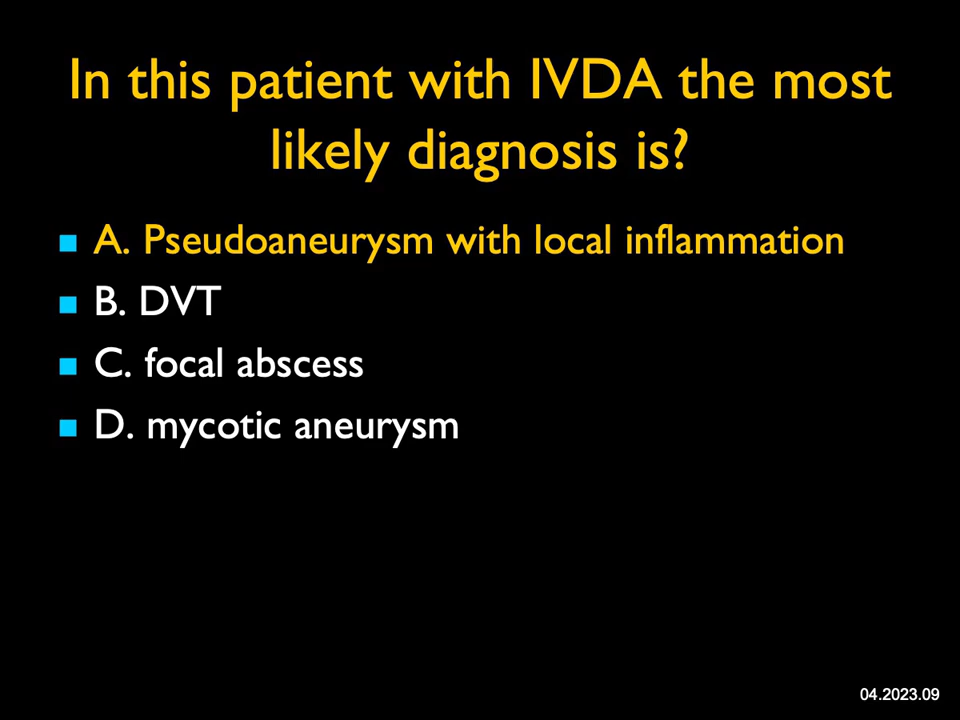 In this patient with IVDA the most
likely diagnosis is?
A. Pseudoaneurysm with local inflammation
B. DVT
C. focal abscess
D. mycotic aneurysm
04.2023.09